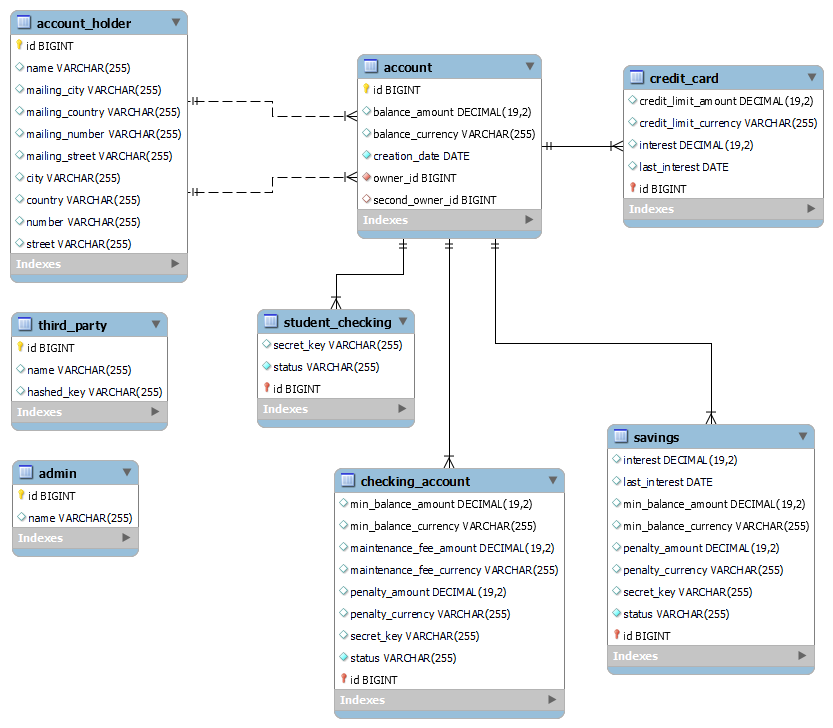 account_holder
id BIGINT
name VARCHAR(255)
mailing_city VARCHAR(255)
mailing_country VARCHAR(255)
mailing_number VARCHAR(255)
mailing_street VARCHAR(255)
city VARCHAR(255)
country VARCHAR(255)
number VARCHAR(255)
street VARCHAR(255)
Indexes
account
id BIGINT
balance_amount DECIMAL(19,2)
balance_currency VARCHAR(255)
creation_date DATE
owner_id BIGINT
second_owner_id BIGINT
Indexes
credit_card
credit_limit_amount DECIMAL(19,2)
credit_limit_currency VARCHAR(255)
interest DECIMAL(19,2)
last_interest DATE
id BIGINT
Indexes
third_party
id BIGINT
name VARCHAR(255)
hashed_key VARCHAR(255)
Indexes
student_checking
secret_key VARCHAR(255)
status VARCHAR(255)
id BIGINT
Indexes
admin
id BIGINT
name VARCHAR(255)
Indexes
checking_account
min_balance_amount DECIMAL(19,2)
min_balance_currency VARCHAR(255)
maintenance_fee_amount DECIMAL(19,2)
maintenance_fee_currency VARCHAR(255)
penalty_amount DECIMAL(19,2)
penalty_currency VARCHAR(255)
secret_key VARCHAR(255)
status VARCHAR(255)
id BIGINT
Indexes
savings
interest DECIMAL(19,2)
last_interest DATE
min_balance_amount DECIMAL(19,2)
min_balance_currency VARCHAR(255)
penalty_amount DECIMAL(19,2)
penalty_currency VARCHAR(255)
secret_key VARCHAR(255)
status VARCHAR(255)
id BIGINT
Indexes